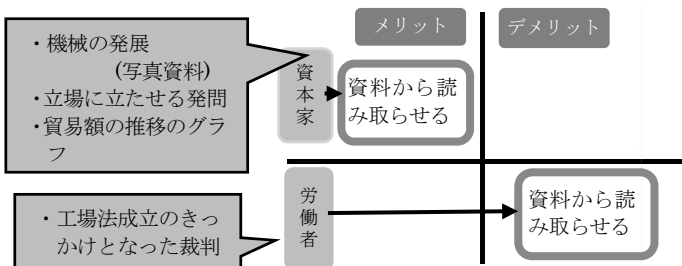 メリット
デメリット
・機械の発展
(写真資料)
・立場に立たせる発問
・貿易額の推移のグラ
フ
資本家
資料から読
み取らせる
労働者
資料から読
み取らせる
・工場法成立のきっ
かけとなった裁判